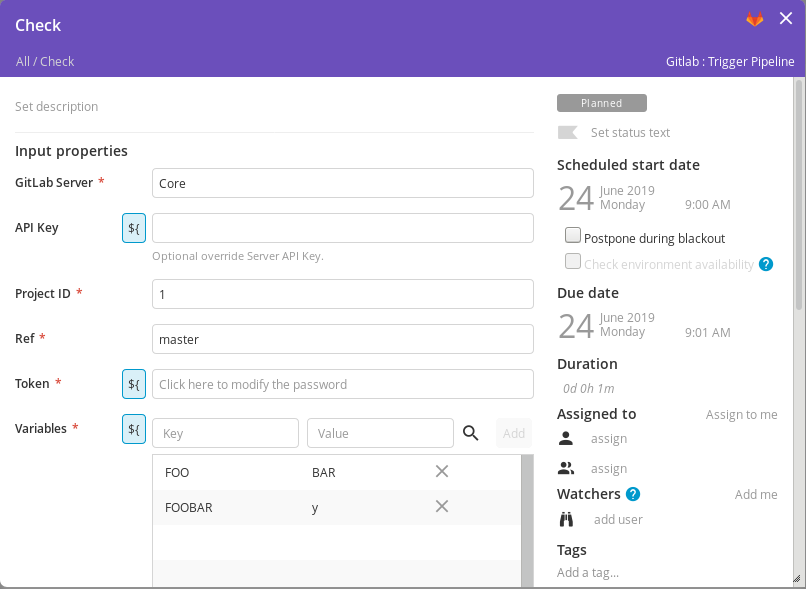 Check
All / Check
Gitlab : Trigger Pipeline
Set description
Input properties
GitLab Server *
Core
API Key
${
Optional override Server API Key.
Project ID *
1
Ref *
master
Token *
${
Click here to modify the password
Variables *
${
Key
Value
Add
FOO
BAR
FOOBAR
y
Planned
Set status text
Scheduled start date
24
June 2019
Monday
9:00 AM
Postpone during blackout
Check environment availability ?
Due date
24
June 2019
Monday
9:01 AM
Duration
0d 0h 1m
Assigned to
Assign to me
assign
assign
Watchers ?
Add me
add user
Tags
Add a tag...